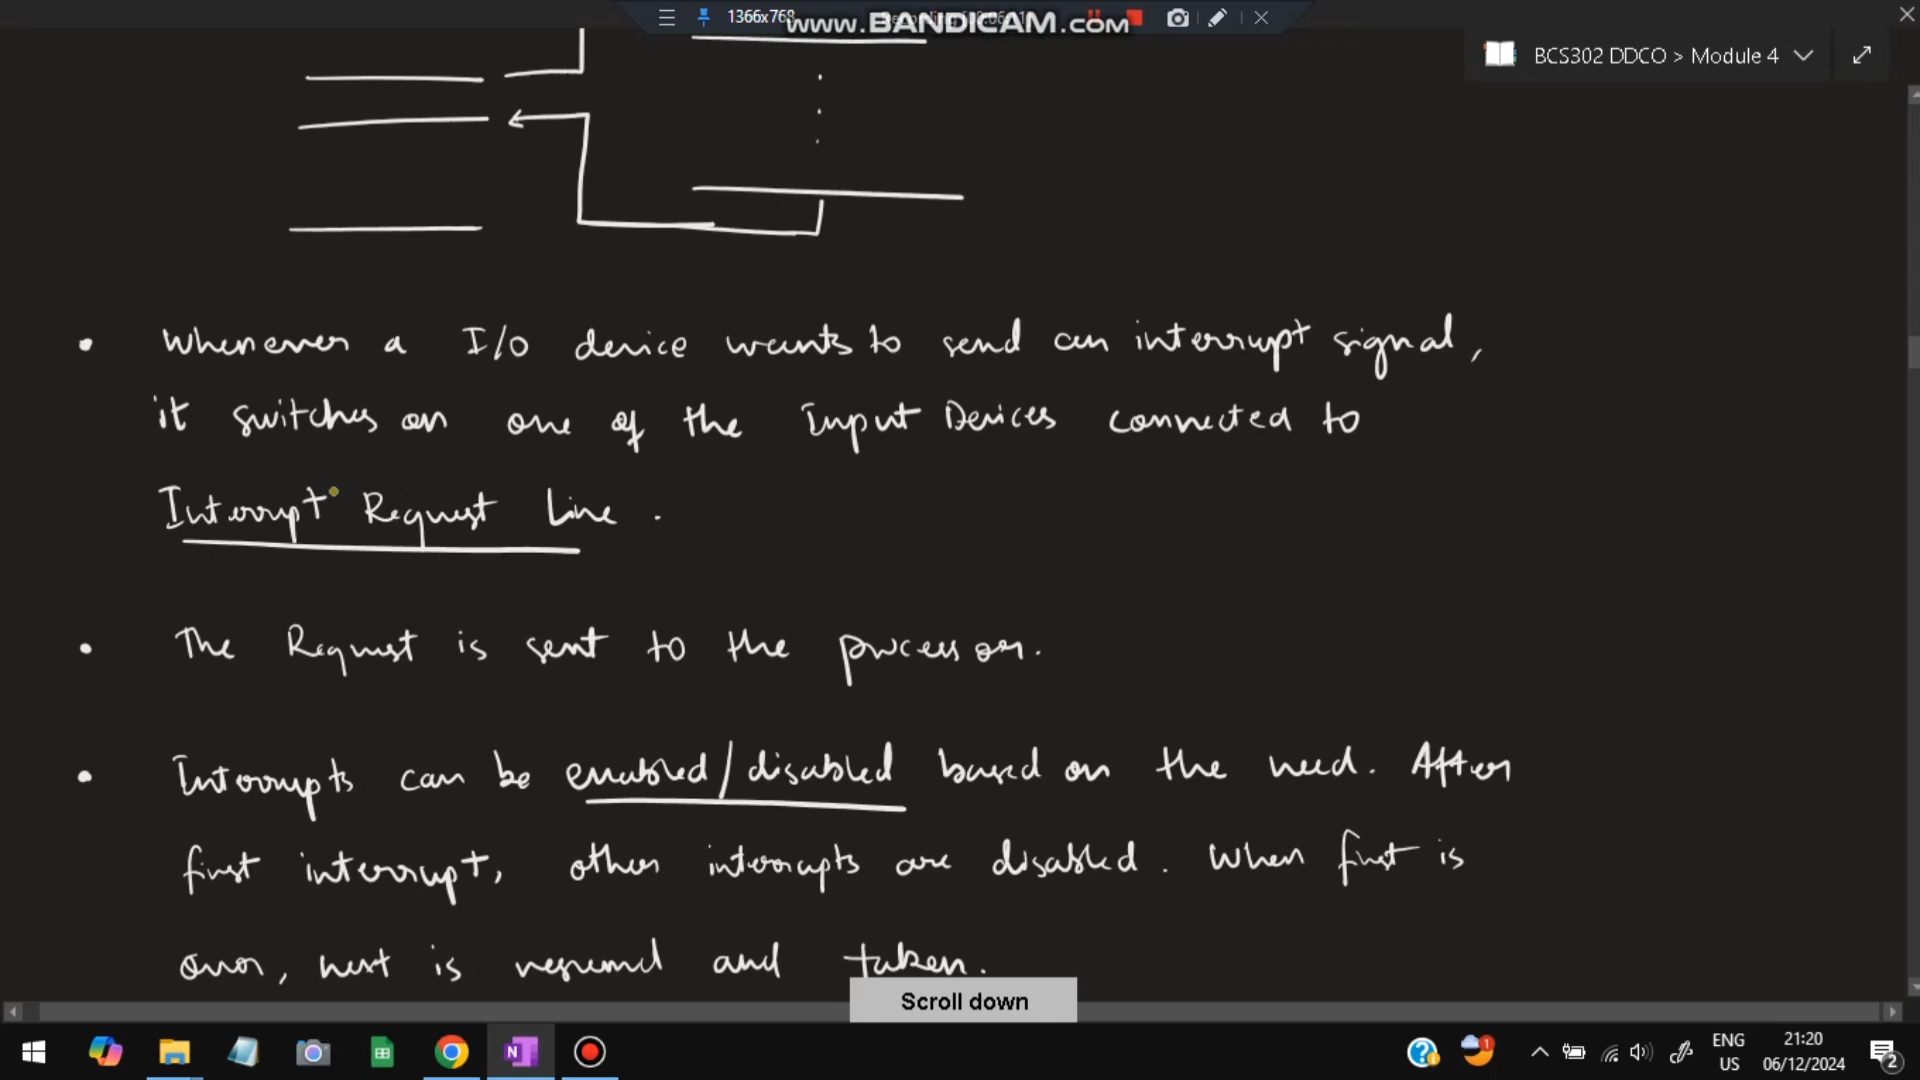 1366x768
www.BANDICAM.com
BCS302 DDCO > Module 4
• Whenever a I/O device wants to send an interrupt signal,
it switches on one of the Input Devices connected to
Interrupt Request Line.
• The Request is sent to the processor.
• Interrupts can be enabled/disabled based on the need. After
first interrupt, other interrupts are disabled. When first is
over, next is resumed and taken.
Scroll down
ENG
US
21:20
06/12/2024
1
2